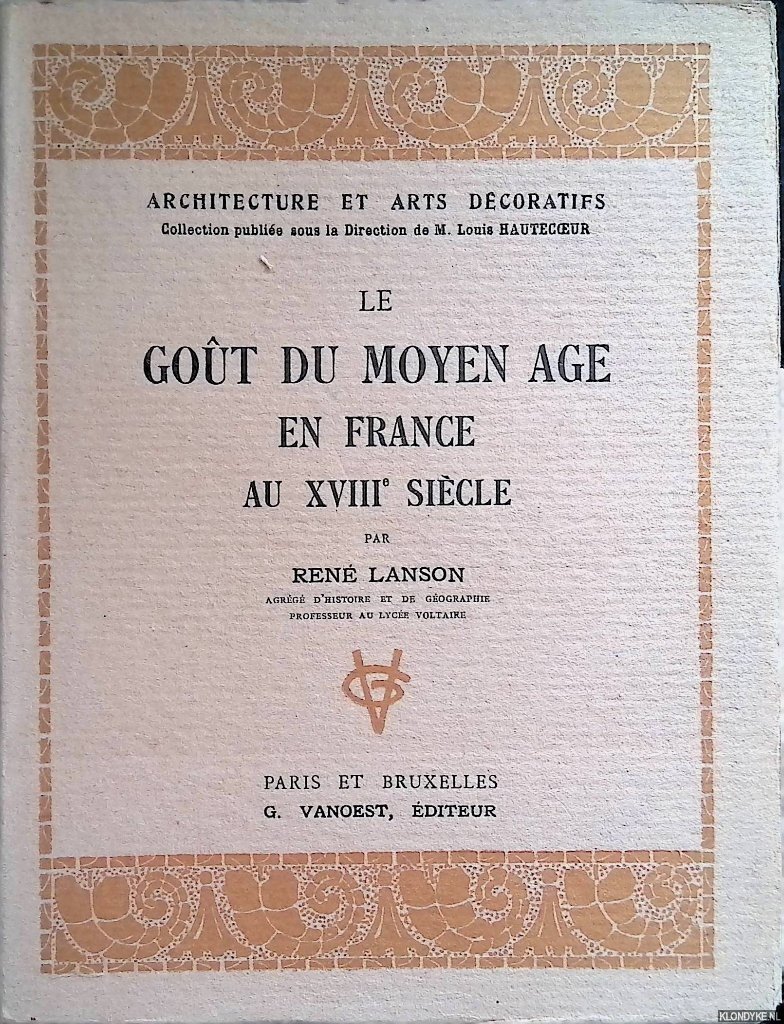 ARCHITECTURE ET ARTS DÉCORATIFS
Collection publiée sous la Direction de M. Louis HAUTECŒUR
LE
GOÛT DU MOYEN AGE
EN FRANCE
AU XVIIIe SIÈCLE
PAR
RENÉ LANSON
AGRÉGÉ D'HISTOIRE ET DE GÉOGRAPHIE
PROFESSEUR AU LYCÉE VOLTAIRE
GV
PARIS ET BRUXELLES
G. VANOEST, ÉDITEUR
KLONDYKE.NL